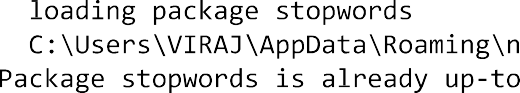 loading package stopwords
C:\Users\VIRAJ\AppData\Roaming\n
Package stopwords is already up-to